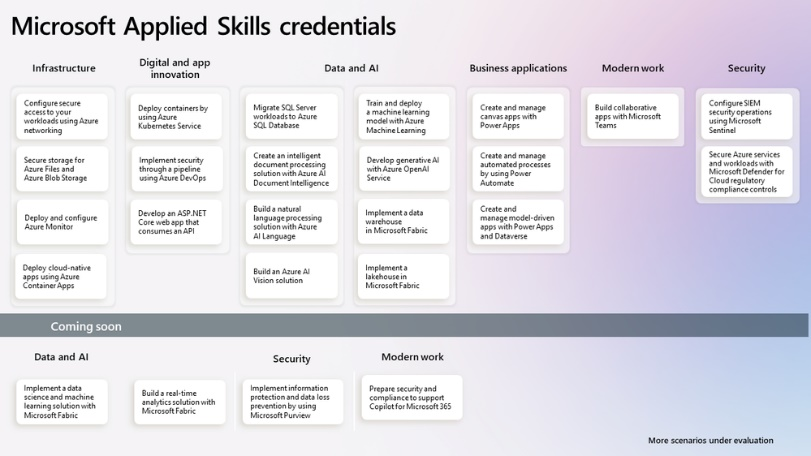 Microsoft Applied Skills credentials
Infrastructure
Configure secure
access to your
workloads using Azure
networking
Secure storage for
Azure Files and
Azure Blob Storage
Deploy and configure
Azure Monitor
Deploy cloud-native
apps using Azure
Container Apps
Digital and app
innovation
Deploy containers by
using Azure
Kubernetes Service
Implement security
through a pipeline
using Azure DevOps
Develop an ASP.NET
Core web app that
consumes an API
Data and AI
Migrate SQL Server
workloads to Azure
SQL Database
Create an intelligent
document processing
solution with Azure AI
Document Intelligence
Build a natural
language processing
solution with Azure
AI Language
Build an Azure AI
Vision solution
Train and deploy
a machine learning
model with Azure
Machine Learning
Develop generative AI
with Azure OpenAI
Service
Implement a data
warehouse
in Microsoft Fabric
Implement a
lakehouse in
Microsoft Fabric
Business applications
Create and manage
canvas apps with
Power Apps
Create and manage
automated processes
by using Power
Automate
Create and
manage model-driven
apps with Power Apps
and Dataverse
Modern work
Build collaborative
apps with Microsoft
Teams
Security
Configure SIEM
security operations
using Microsoft
Sentinel
Secure Azure services
and workloads with
Microsoft Defender for
Cloud regulatory
compliance controls
Coming soon
Data and AI
Implement a data
science and machine
learning solution with
Microsoft Fabric
Build a real-time
analytics solution with
Microsoft Fabric
Security
Implement information
protection and data loss
prevention by using
Microsoft Purview
Modern work
Prepare security and
compliance to support
Copilot for Microsoft 365
More scenarios under evaluation